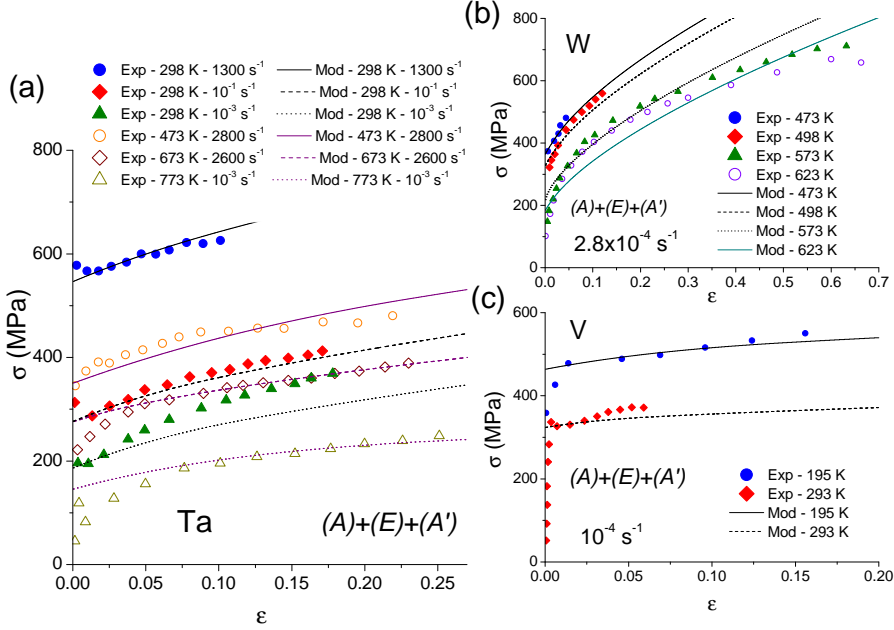 (a)
Exp - 298 K - 1300 s⁻¹
Exp - 298 K - 10⁻¹ s⁻¹
Exp - 298 K - 10⁻³ s⁻¹
Exp - 473 K - 2800 s⁻¹
Exp - 673 K - 2600 s⁻¹
Exp - 773 K - 10⁻³ s⁻¹
Mod - 298 K - 1300 s⁻¹
Mod - 298 K - 10⁻¹ s⁻¹
Mod - 298 K - 10⁻³ s⁻¹
Mod - 473 K - 2800 s⁻¹
Mod - 673 K - 2600 s⁻¹
Mod - 773 K - 10⁻³ s⁻¹
800
600
400
200
0
σ (MPa)
Ta
(A)+(E)+(A')
0.00 0.05 0.10 0.15 0.20 0.25
ε
(b)
W
800
600
400
200
0
σ (MPa)
Exp - 473 K
Exp - 498 K
Exp - 573 K
Exp - 623 K
Mod - 473 K
Mod - 498 K
Mod - 573 K
Mod - 623 K
(A)+(E)+(A')
2.8x10⁻⁴ s⁻¹
0.0 0.1 0.2 0.3 0.4 0.5 0.6 0.7
ε
(c)
V
600
500
400
300
200
100
0
σ (MPa)
(A)+(E)+(A')
10⁻⁴ s⁻¹
Exp - 195 K
Exp - 293 K
Mod - 195 K
Mod - 293 K
0.00 0.05 0.10 0.15 0.20
ε